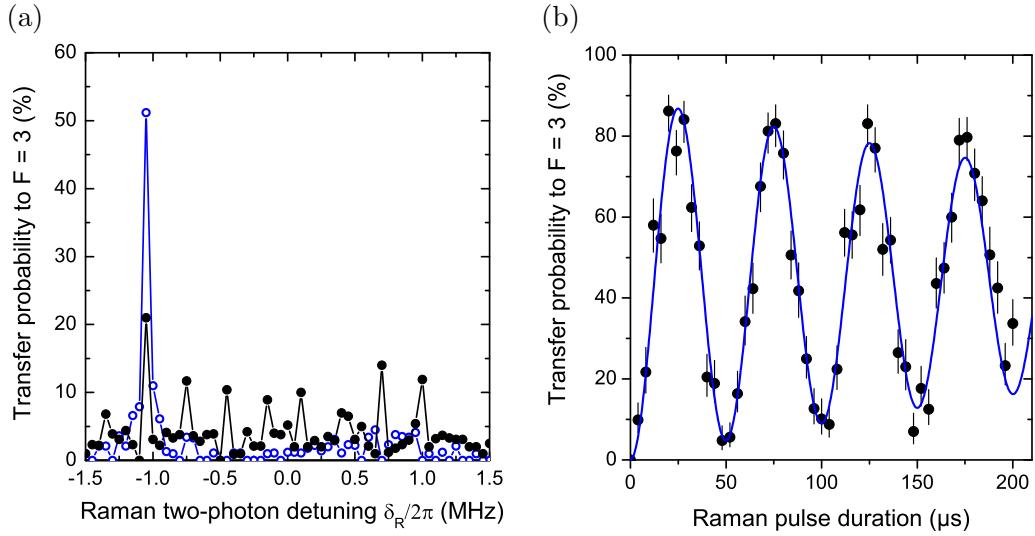 (a)
Transfer probability to F = 3 (%)
60
50
40
30
20
10
0
-1.5 -1.0 -0.5 0.0 0.5 1.0 1.5
Raman two-photon detuning δ_R/2π (MHz)
(b)
Transfer probability to F = 3 (%)
100
80
60
40
20
0
0 50 100 150 200
Raman pulse duration (µs)